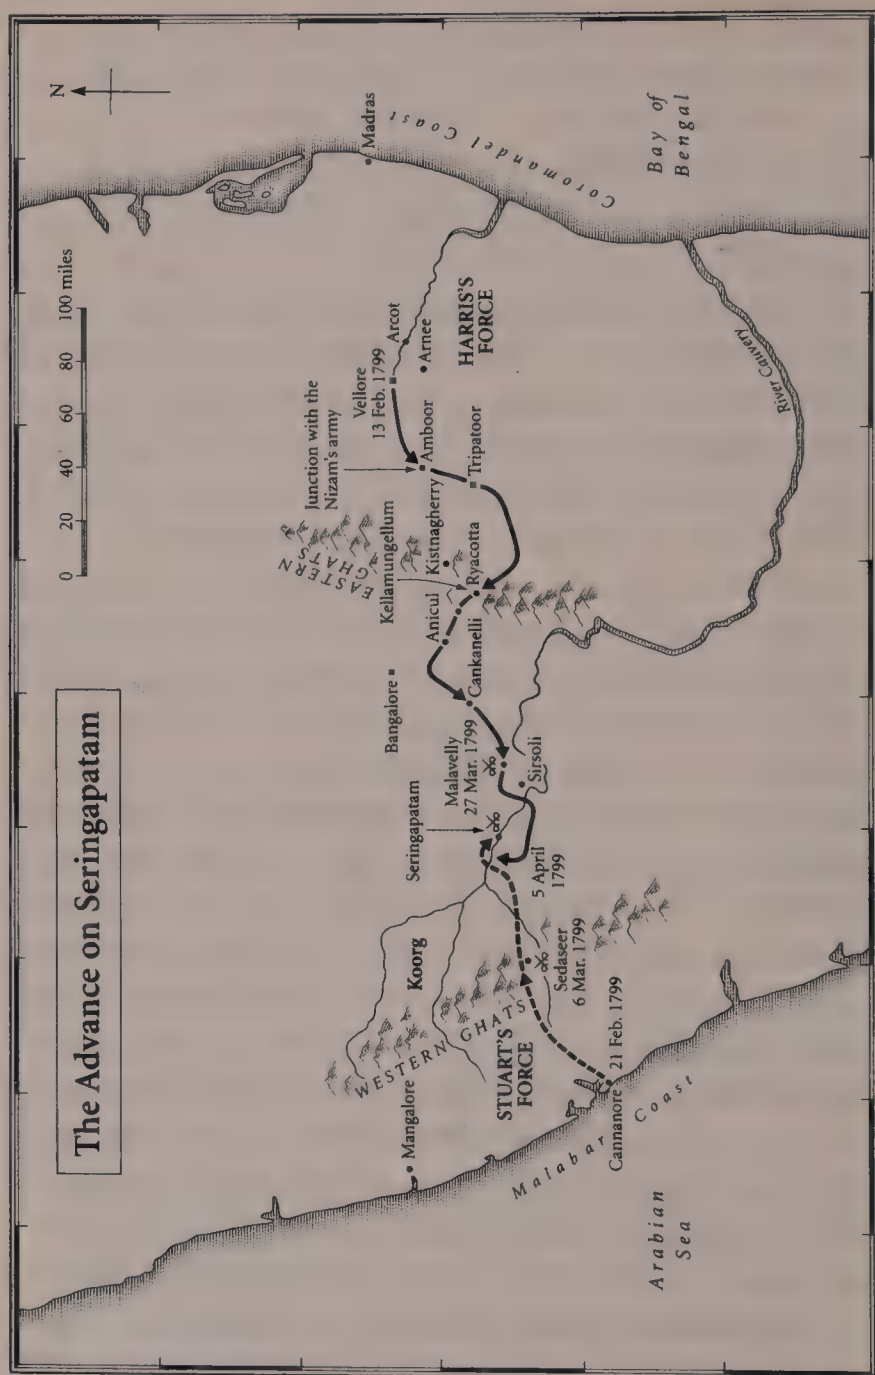 The Advance on Seringapatam
0 20 40 60 80 100 miles
N
EASTERN
GHATS
Junction with the
Nizam's army
Vellore
13 Feb. 1799
Arcot
Madras
Coromandel Coast
Bay of
Bengal
Bangalore
Kellamungellum
Kistnagherry
Amboor
Arnee
HARRIS'S
FORCE
Anicul
Ryacotta
Tripatoor
Cankanelli
Seringapatam
Malavelly
27 Mar. 1799
Sirsoli
5 April
1799
Koorg
WESTERN GHATS
Mangalore
STUART'S
FORCE
Sedaseer
6 Mar. 1799
Cannanore 21 Feb. 1799
Malabar Coast
Arabian
Sea
River Cauvery